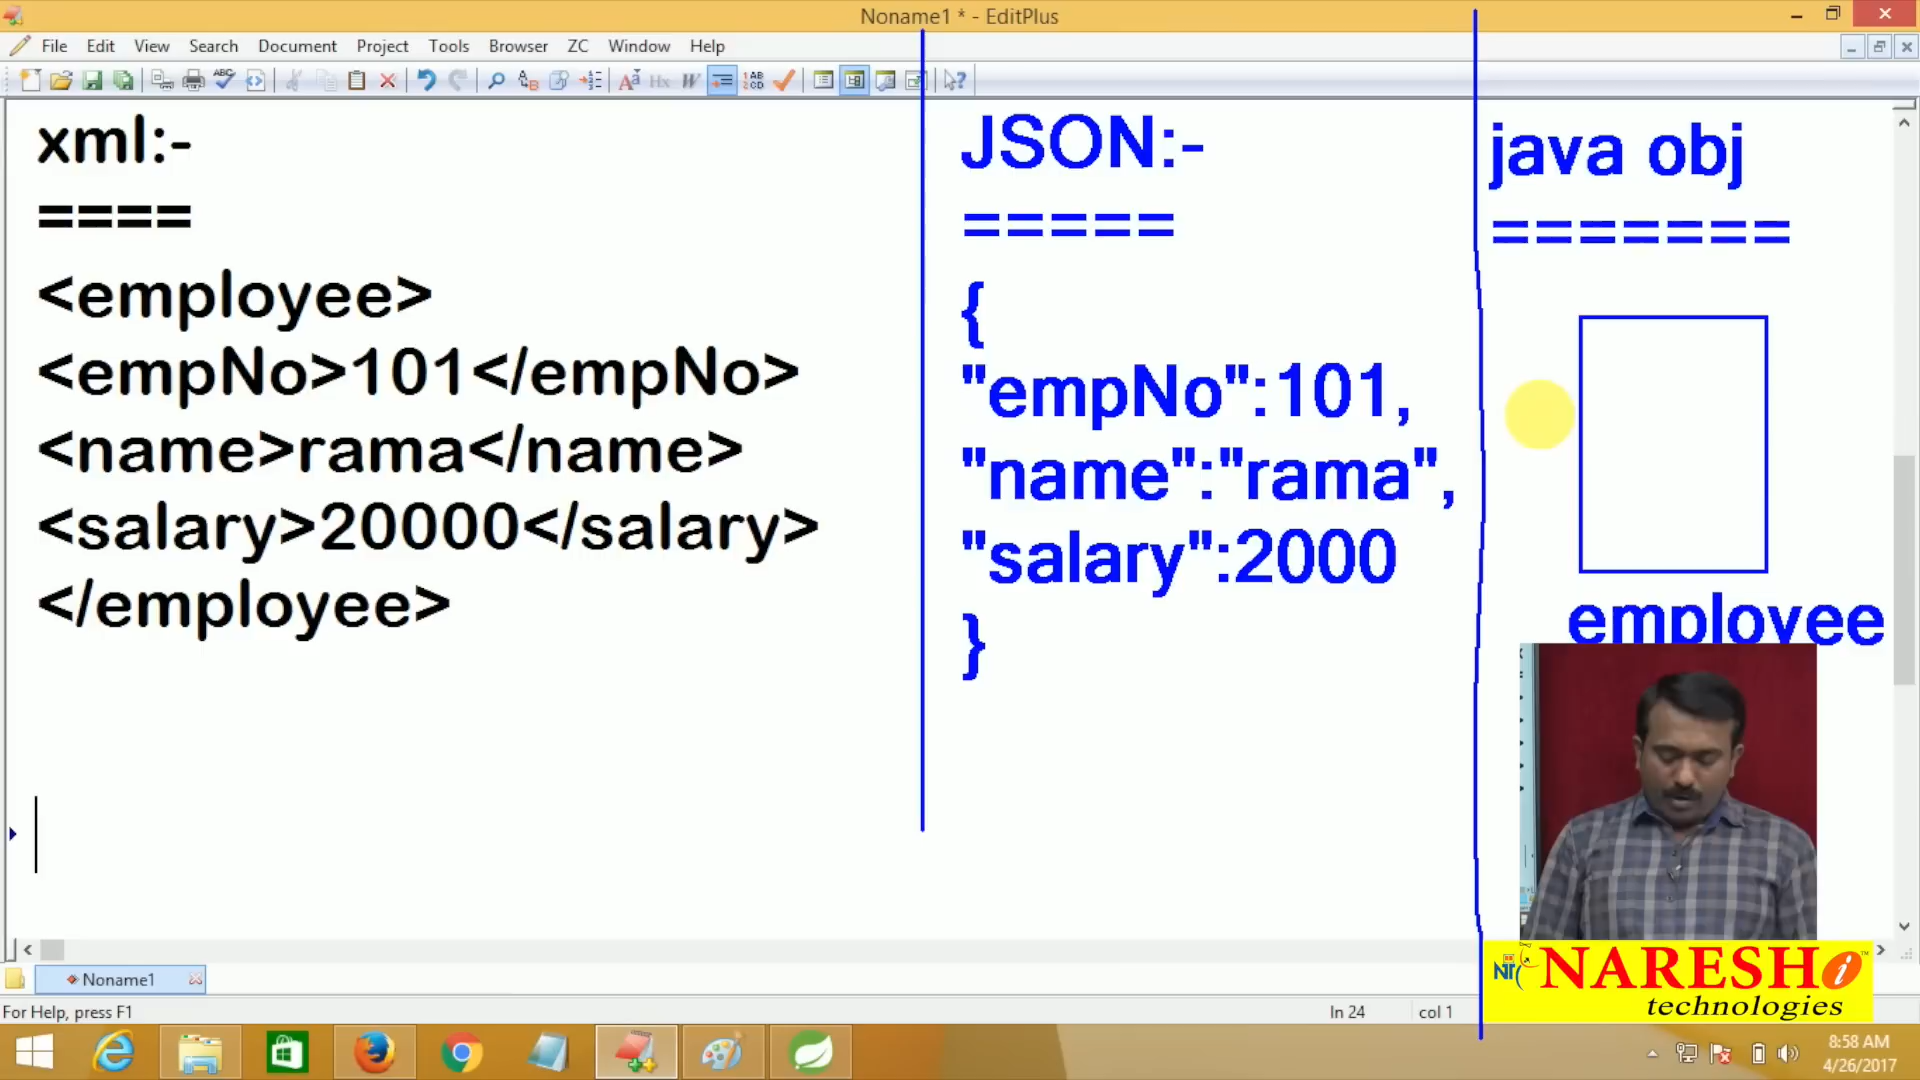 Noname1 * - EditPlus
File Edit View Search Document Project Tools Browser ZC Window Help
xml:-
====
<employee>
<empNo>101</empNo>
<name>rama</name>
<salary>20000</salary>
</employee>
JSON:-
=====
{
"empNo":101,
"name":"rama",
"salary":2000
}
java obj
=======
employee
NARESH i
technologies
Noname1
For Help, press F1
ln 24
col 1
8:58 AM
4/26/2017